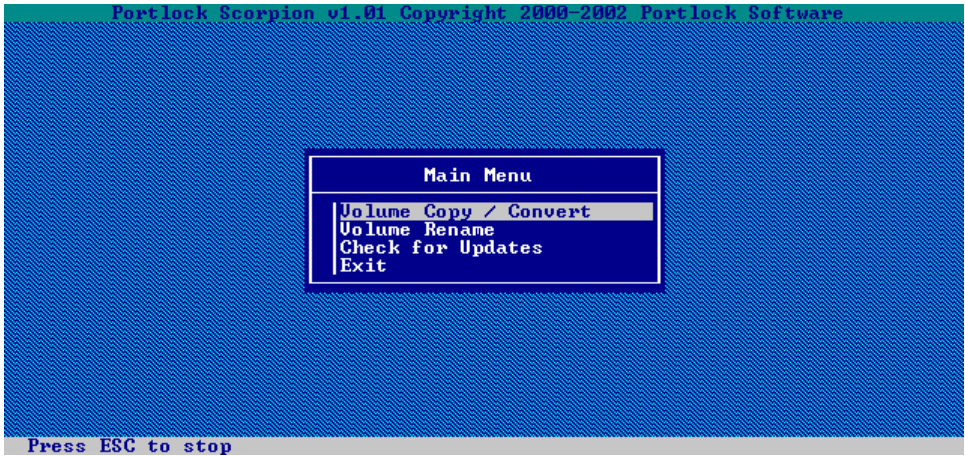 Portlock Scorpion v1.01 Copyright 2000-2002 Portlock Software
Main Menu
Volume Copy / Convert
Volume Rename
Check for Updates
Exit
Press ESC to stop